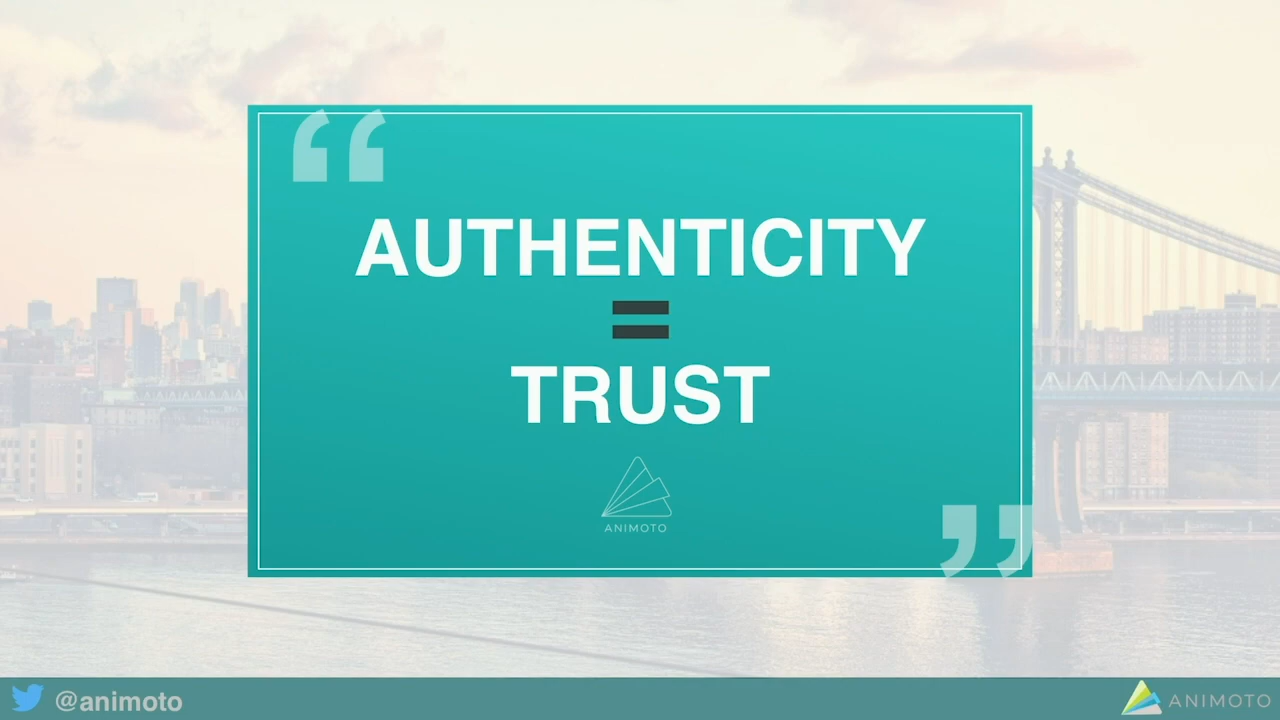 “
AUTHENTICITY
=
TRUST
ANIMOTO
”
@animoto
ANIMOTO